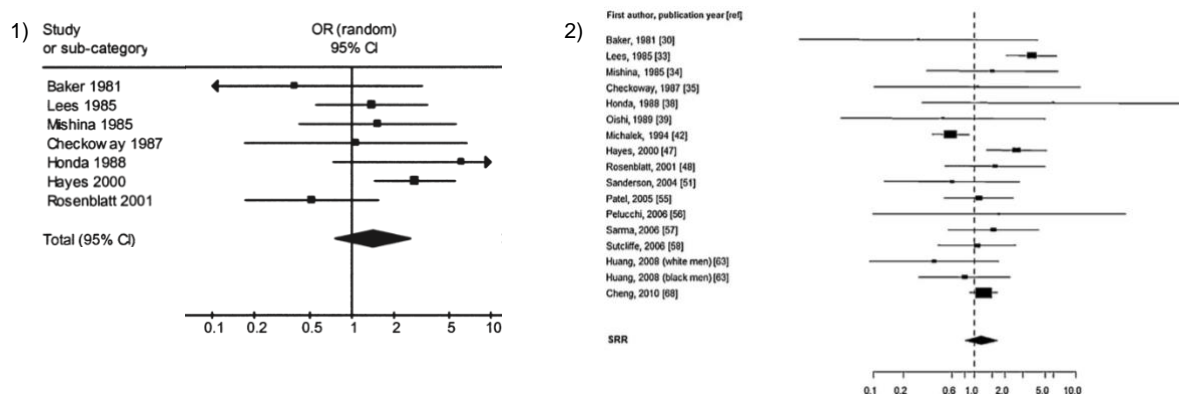 1)
Study
or sub-category
OR (random)
95% CI
Baker 1981
Lees 1985
Mishina 1985
Checkoway 1987
Honda 1988
Hayes 2000
Rosenblatt 2001
Total (95% CI)
0.1 0.2 0.5 1 2 5 10
2)
First author, publication year [ref]
Baker, 1981 [30]
Lees, 1985 [33]
Mishina, 1985 [34]
Checkoway, 1987 [35]
Honda, 1988 [38]
Oishi, 1989 [39]
Michalek, 1994 [42]
Hayes, 2000 [47]
Rosenblatt, 2001 [48]
Sanderson, 2004 [51]
Patel, 2005 [55]
Pelucchi, 2006 [56]
Sarma, 2006 [57]
Sutcliffe, 2006 [58]
Huang, 2008 (white men) [63]
Huang, 2008 (black men) [63]
Cheng, 2010 [68]
SRR
0.1 0.2 0.6 1.0 2.0 5.0 10.0